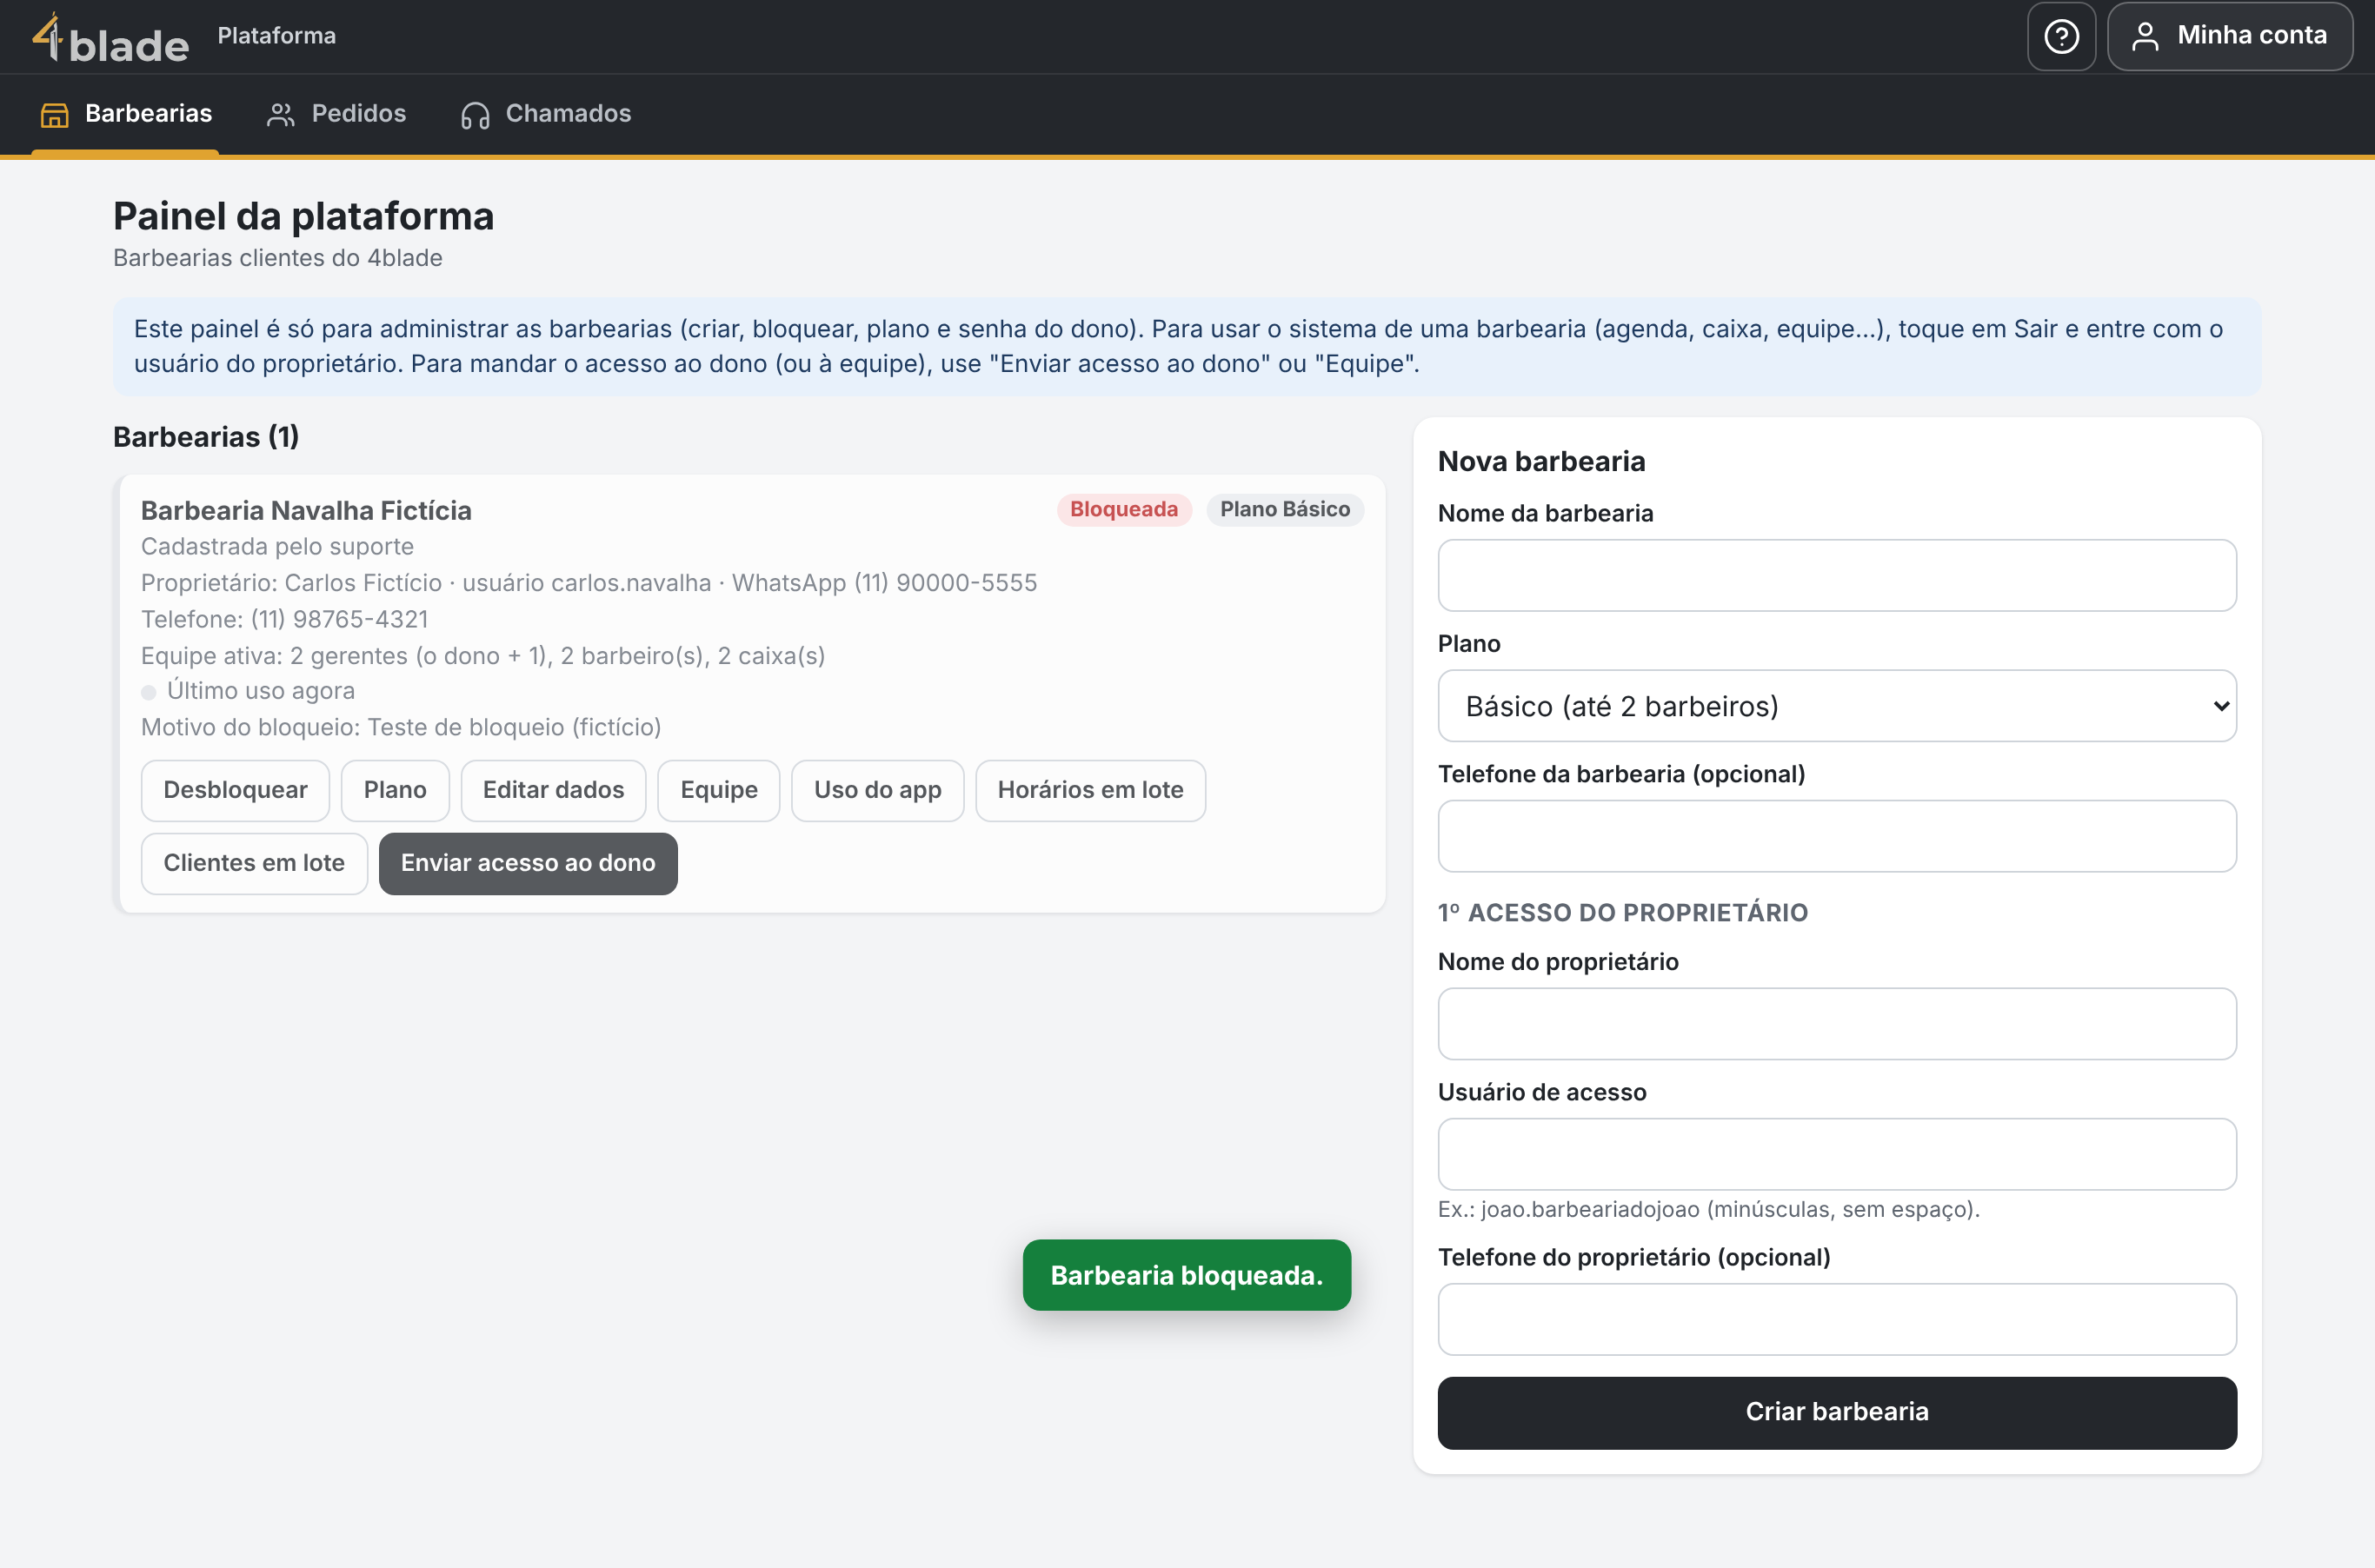 4blade Plataforma
Minha conta
Barbearias Pedidos Chamados
Painel da plataforma
Barbearias clientes do 4blade
Este painel é só para administrar as barbearias (criar, bloquear, plano e senha do dono). Para usar o sistema de uma barbearia (agenda, caixa, equipe...), toque em Sair e entre com o
usuário do proprietário. Para mandar o acesso ao dono (ou à equipe), use "Enviar acesso ao dono" ou "Equipe".
Barbearias (1)
Barbearia Navalha Fictícia
Bloqueada Plano Básico
Cadastrada pelo suporte
Proprietário: Carlos Fictício · usuário carlos.navalha · WhatsApp (11) 90000-5555
Telefone: (11) 98765-4321
Equipe ativa: 2 gerentes (o dono + 1), 2 barbeiro(s), 2 caixa(s)
Último uso agora
Motivo do bloqueio: Teste de bloqueio (fictício)
Desbloquear Plano Editar dados Equipe Uso do app Horários em lote
Clientes em lote Enviar acesso ao dono
Nova barbearia
Nome da barbearia
Plano
Básico (até 2 barbeiros)
Telefone da barbearia (opcional)
1º ACESSO DO PROPRIETÁRIO
Nome do proprietário
Usuário de acesso
Ex.: joao.barbeariadojoao (minúsculas, sem espaço).
Telefone do proprietário (opcional)
Criar barbearia
Barbearia bloqueada.